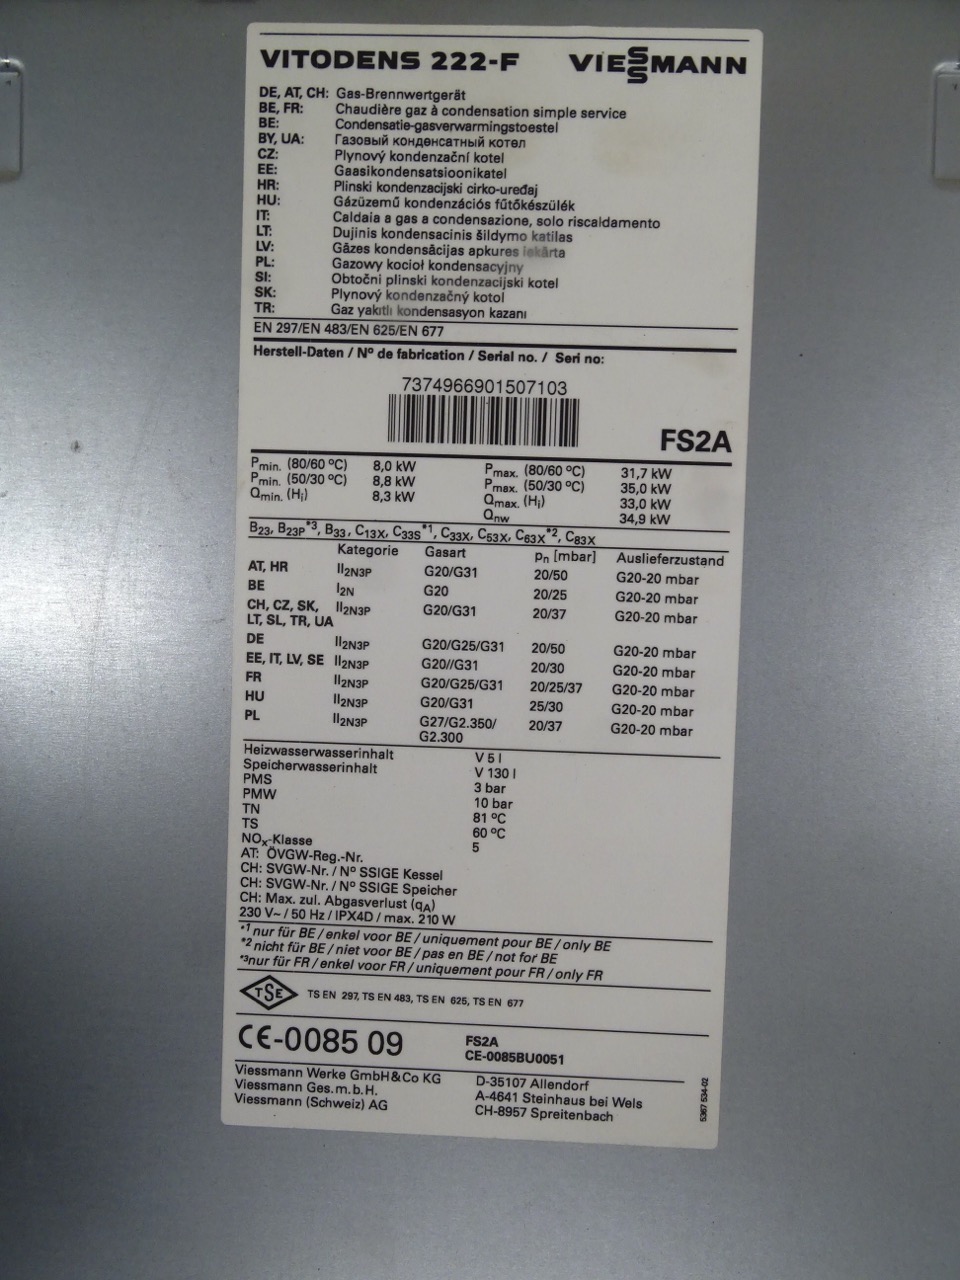 VITODENS 222-F VIESSMANN
DE, AT, CH: Gas-Brennwertgerät
BE, FR: Chaudière gaz à condensation simple service
BE: Condensatie-gasverwarmingstoestel
BY, UA: Газовый конденсатный котел
CZ: Plynový kondenzační kotel
EE: Gaasikondensatsioonikatel
HR: Plinski kondenzacijski cirko-uređaj
HU: Gázüzemű kondenzációs fűtőkészülék
IT: Caldaia a gas a condensazione, solo riscaldamento
LT: Dujinis kondensacinis šildymo katilas
LV: Gāzes kondensācijas apkures iekārta
PL: Gazowy kocioł kondensacyjny
SI: Obtočni plinski kondenzacijski kotel
SK: Plynový kondenzačný kotol
TR: Gaz yakıtlı kondensasyon kazanı
EN 297/EN 483/EN 625/EN 677
Herstell-Daten / Nº de fabrication / Serial no. / Seri no:
7374966901507103
FS2A
Pmin. (80/60 ºC) 8,0 kW Pmax. (80/60 ºC) 31,7 kW
Pmin. (50/30 ºC) 8,8 kW Pmax. (50/30 ºC) 35,0 kW
Qmin. (Hi) 8,3 kW Qmax. (Hi) 33,0 kW
Qnw 34,9 kW
B23, B23P*3, B33, C13X, C33S*1, C33X, C53X, C63X*2, C83X
Kategorie Gasart pn [mbar] Auslieferzustand
AT, HR II2N3P G20/G31 20/50 G20-20 mbar
BE I2N G20 20/25 G20-20 mbar
CH, CZ, SK, II2N3P G20/G31 20/37 G20-20 mbar
LT, SL, TR, UA
DE II2N3P G20/G25/G31 20/50 G20-20 mbar
EE, IT, LV, SE II2N3P G20//G31 20/30 G20-20 mbar
FR II2N3P G20/G25/G31 20/25/37 G20-20 mbar
HU II2N3P G20/G31 25/30 G20-20 mbar
PL II2N3P G27/G2.350/ 20/37 G20-20 mbar
G2.300
Heizwasserwasserinhalt V 5 l
Speicherwasserinhalt V 130 l
PMS 3 bar
PMW 10 bar
TN 81 ºC
TS 60 ºC
NOx-Klasse 5
AT: ÖVGW-Reg.-Nr.
CH: SVGW-Nr. / Nº SSIGE Kessel
CH: SVGW-Nr. / Nº SSIGE Speicher
CH: Max. zul. Abgasverlust (qA)
230 V~ / 50 Hz / IPX4D / max. 210 W
*1 nur für BE / enkel voor BE / uniquement pour BE / only BE
*2 nicht für BE / niet voor BE / pas en BE / not for BE
*3nur für FR / enkel voor FR / uniquement pour FR / only FR
TSE TS EN 297, TS EN 483, TS EN 625, TS EN 677
CE-0085 09 FS2A
CE-0085BU0051
Viessmann Werke GmbH&Co KG D-35107 Allendorf
Viessmann Ges.m.b.H. A-4641 Steinhaus bei Wels
Viessmann (Schweiz) AG CH-8957 Spreitenbach
5367 534-02